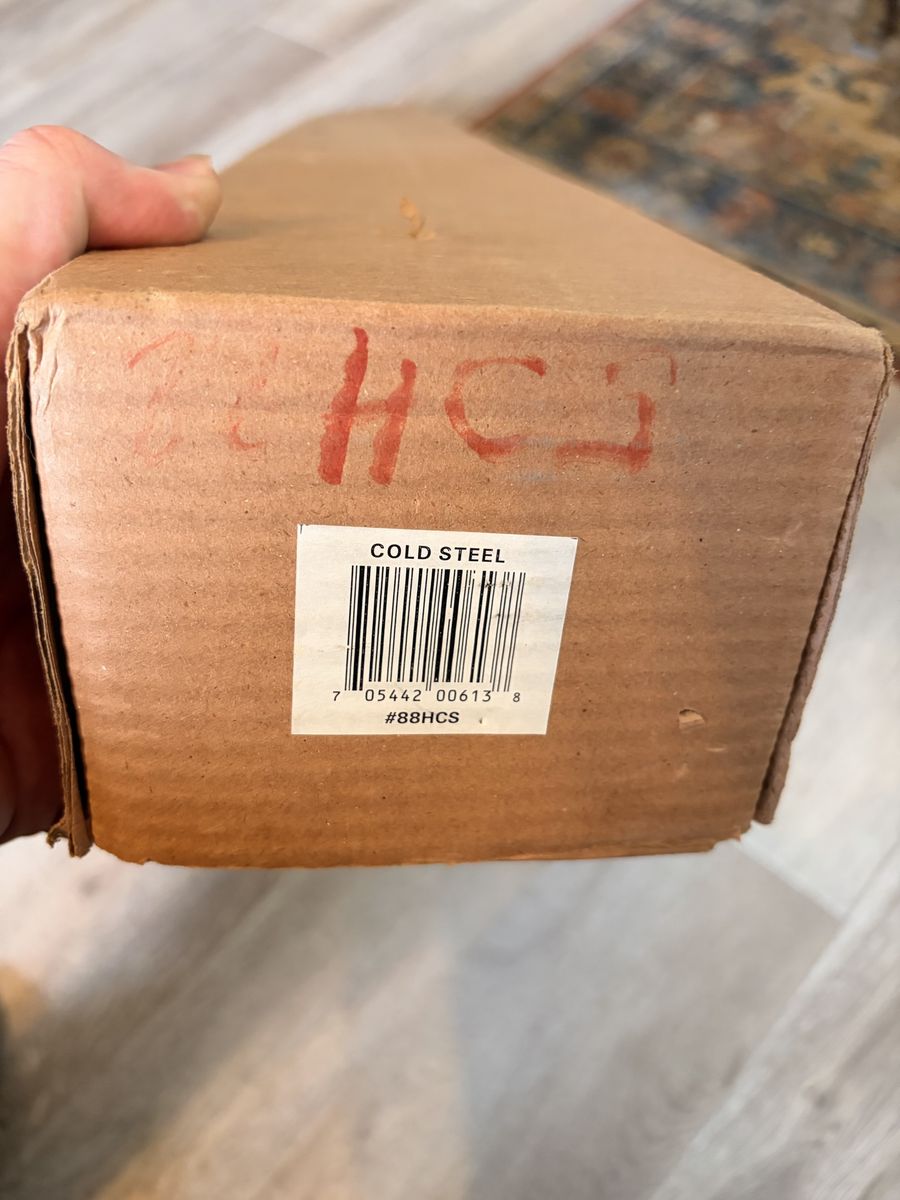 HCS
COLD STEEL
7 05442 00613 8
#88HCS